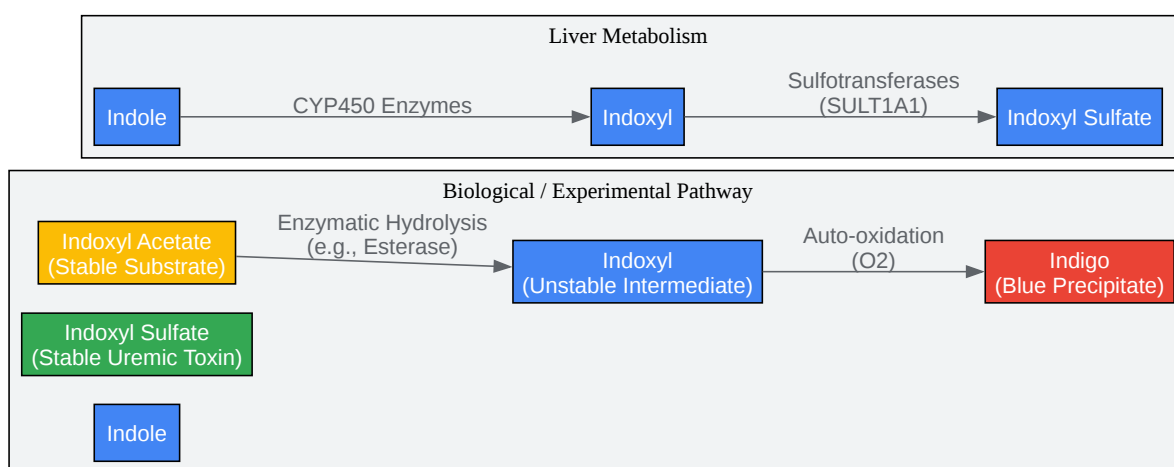 Liver Metabolism
Indole
CYP450 Enzymes
Indoxyl
Sulfotransferases
(SULT1A1)
Indoxyl Sulfate
Biological / Experimental Pathway
Indoxyl Acetate
(Stable Substrate)
Enzymatic Hydrolysis
(e.g., Esterase)
Indoxyl
(Unstable Intermediate)
Auto-oxidation
(O2)
Indigo
(Blue Precipitate)
Indoxyl Sulfate
(Stable Uremic Toxin)
Indole